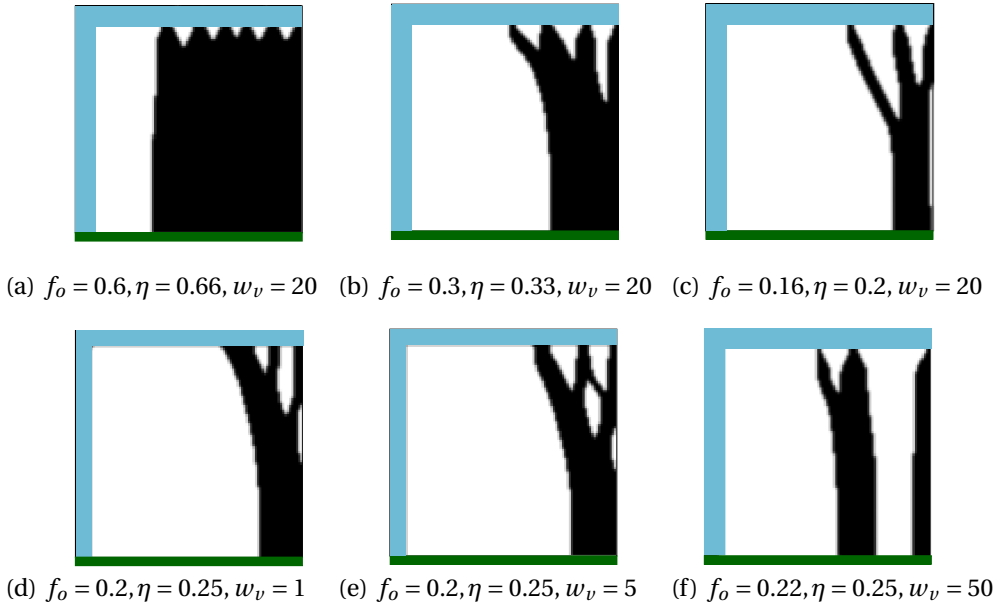 (a) f_o = 0.6, η = 0.66, w_v = 20 (b) f_o = 0.3, η = 0.33, w_v = 20 (c) f_o = 0.16, η = 0.2, w_v = 20
(d) f_o = 0.2, η = 0.25, w_v = 1 (e) f_o = 0.2, η = 0.25, w_v = 5 (f) f_o = 0.22, η = 0.25, w_v = 50